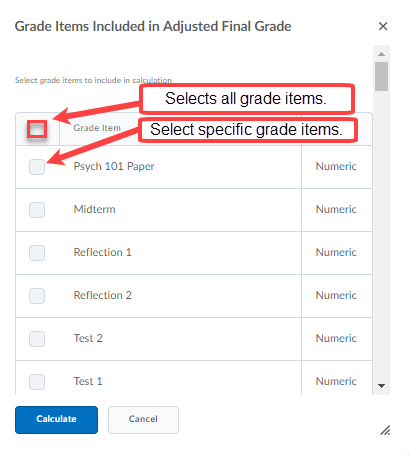 Grade Items Included in Adjusted Final Grade
Select grade items to include in calculation
Selects all grade items.
Grade Item
Select specific grade items.
Psych 101 Paper Numeric
Midterm Numeric
Reflection 1 Numeric
Reflection 2 Numeric
Test 2 Numeric
Test 1 Numeric
Calculate Cancel